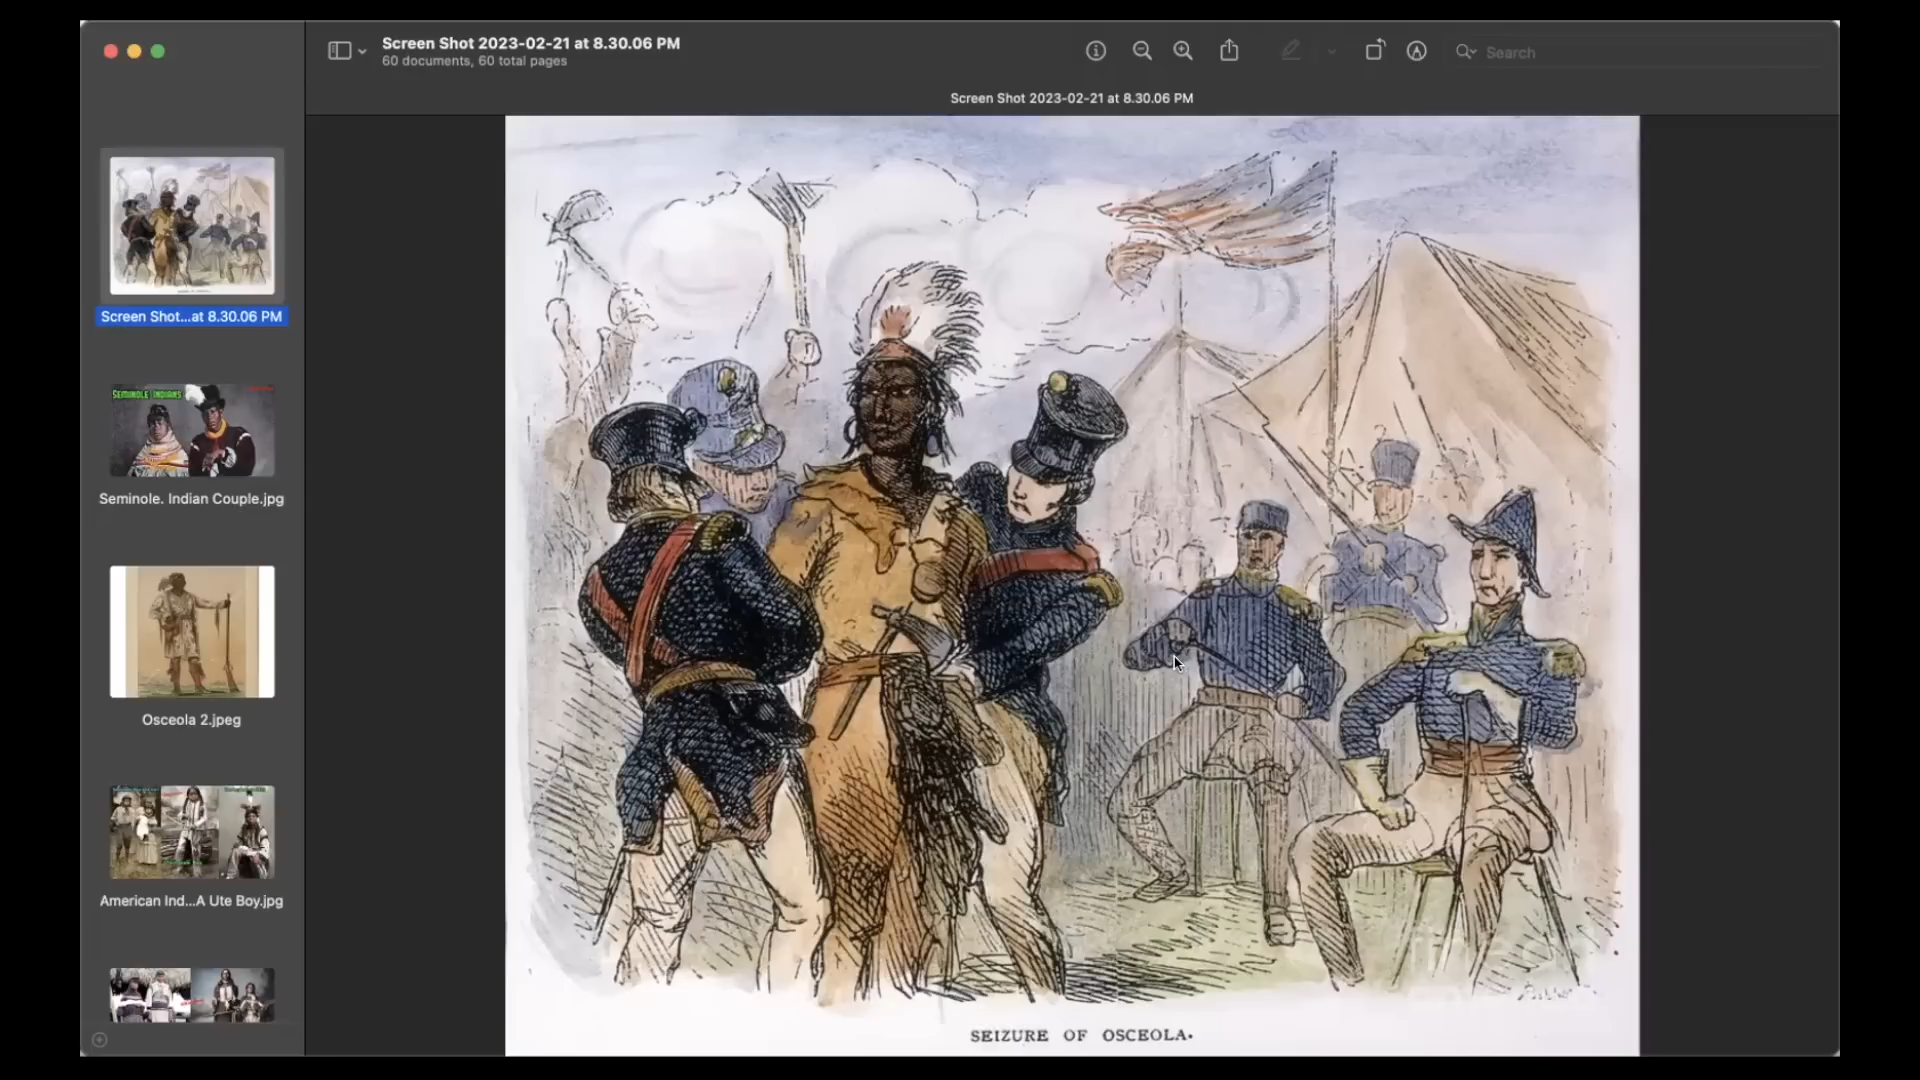 Screen Shot 2023-02-21 at 8.30.06 PM
60 documents, 60 total pages
Search
Screen Shot 2023-02-21 at 8.30.06 PM
Screen Shot...at 8.30.06 PM
SEMINOLE INDIANS
Seminole. Indian Couple.jpg
Osceola 2.jpeg
American Ind...A Ute Boy.jpg
SEIZURE OF OSCEOLA.